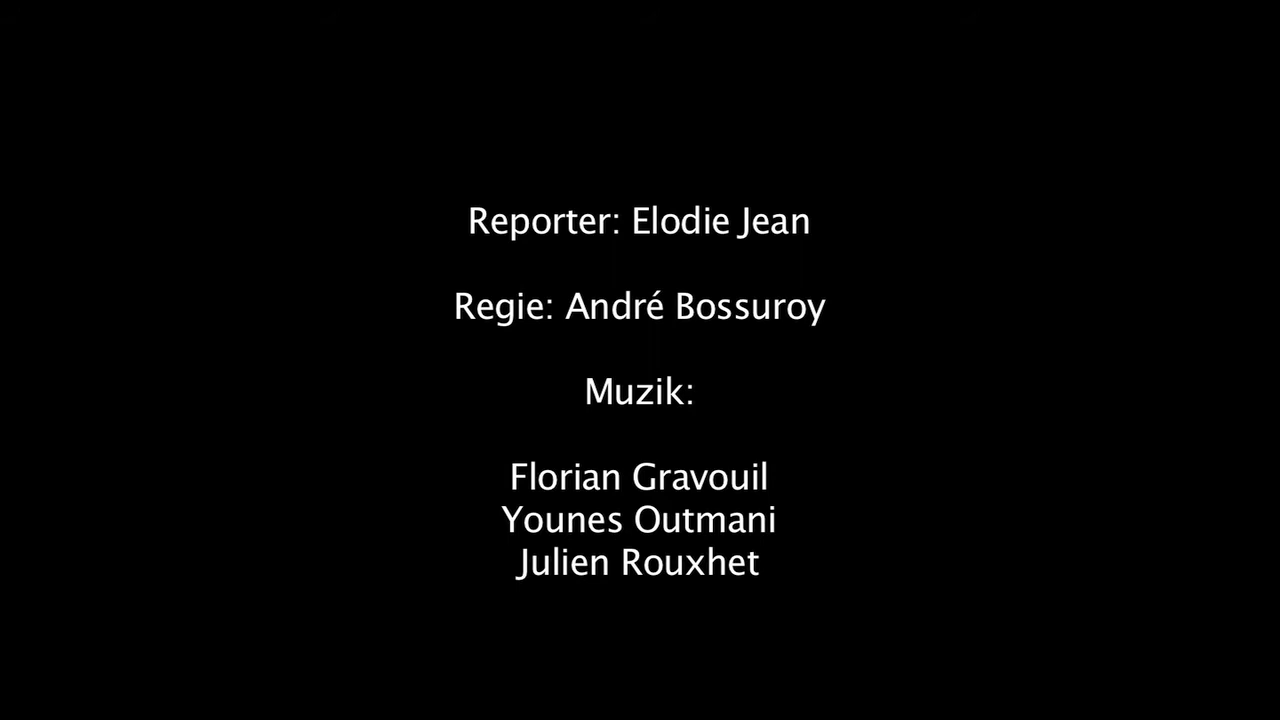 Reporter: Elodie Jean
Regie: André Bossuroy
Muzik:
Florian Gravouil
Younes Outmani
Julien Rouxhet